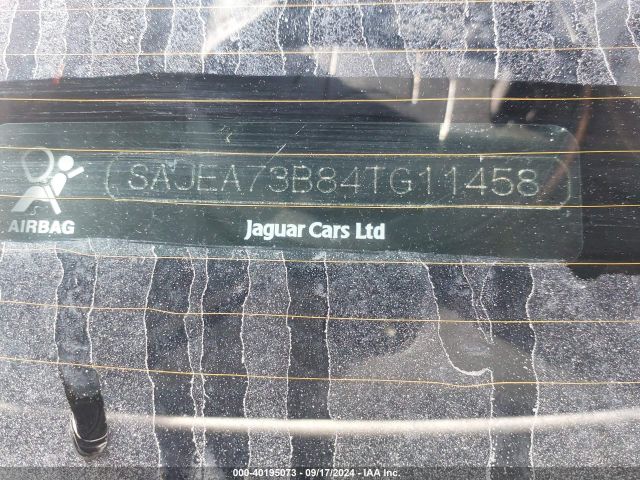 SAJEA73B84TG11458
AIRBAG
Jaguar Cars Ltd
000-40195073 - 09/17/2024 - IAA Inc.